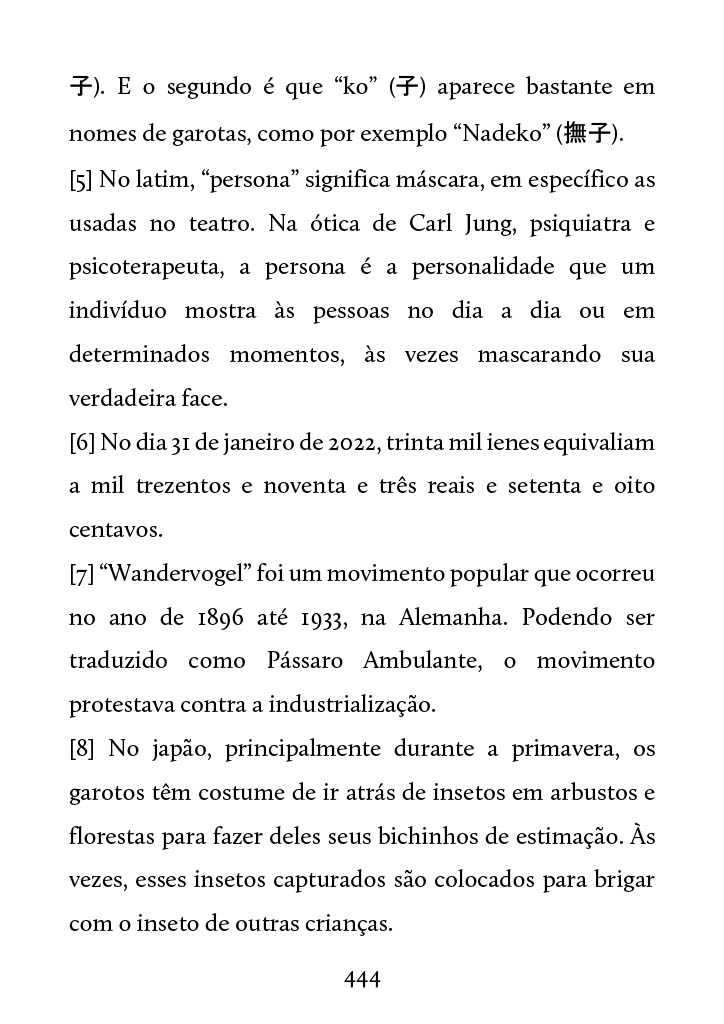 子). E o segundo é que “ko” (子) aparece bastante em
nomes de garotas, como por exemplo “Nadeko” (撫子).
[5] No latim, “persona” significa máscara, em específico as
usadas no teatro. Na ótica de Carl Jung, psiquiatra e
psicoterapeuta, a persona é a personalidade que um
indivíduo mostra às pessoas no dia a dia ou em
determinados momentos, às vezes mascarando sua
verdadeira face.
[6] No dia 31 de janeiro de 2022, trinta mil ienes equivaliam
a mil trezentos e noventa e três reais e setenta e oito
centavos.
[7] “Wandervogel” foi um movimento popular que ocorreu
no ano de 1896 até 1933, na Alemanha. Podendo ser
traduzido como Pássaro Ambulante, o movimento
protestava contra a industrialização.
[8] No japão, principalmente durante a primavera, os
garotos têm costume de ir atrás de insetos em arbustos e
florestas para fazer deles seus bichinhos de estimação. Às
vezes, esses insetos capturados são colocados para brigar
com o inseto de outras crianças.
444